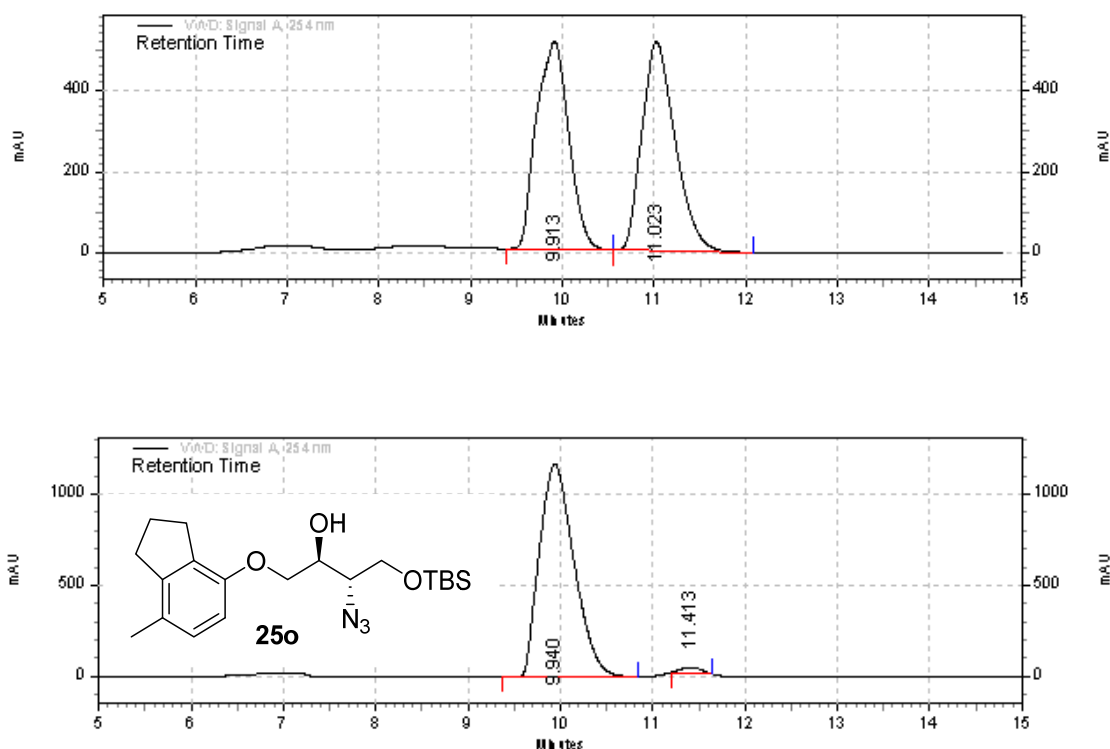 VWD: Signal A, 254 nm
Retention Time
400 400
mAU mAU
200 200
9.913 11.023
0 0
5 6 7 8 9 10 11 12 13 14 15
Minutes
VWD: Signal A, 254 nm
Retention Time
1000 1000
OH
O
mAU 500 OTBS 500 mAU
N3
25o
9.940 11.413
0 0
5 6 7 8 9 10 11 12 13 14 15
Minutes